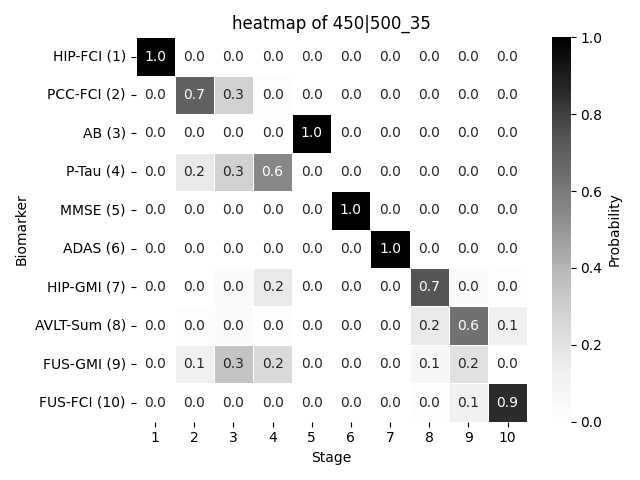 heatmap of 450|500_35
HIP-FCI (1) 1.0 0.0 0.0 0.0 0.0 0.0 0.0 0.0 0.0 0.0
PCC-FCI (2) 0.0 0.7 0.3 0.0 0.0 0.0 0.0 0.0 0.0 0.0
AB (3) 0.0 0.0 0.0 0.0 1.0 0.0 0.0 0.0 0.0 0.0
P-Tau (4) 0.0 0.2 0.3 0.6 0.0 0.0 0.0 0.0 0.0 0.0
MMSE (5) 0.0 0.0 0.0 0.0 0.0 1.0 0.0 0.0 0.0 0.0
ADAS (6) 0.0 0.0 0.0 0.0 0.0 0.0 1.0 0.0 0.0 0.0
HIP-GMI (7) 0.0 0.0 0.0 0.2 0.0 0.0 0.0 0.7 0.0 0.0
AVLT-Sum (8) 0.0 0.0 0.0 0.0 0.0 0.0 0.0 0.2 0.6 0.1
FUS-GMI (9) 0.0 0.1 0.3 0.2 0.0 0.0 0.0 0.1 0.2 0.0
FUS-FCI (10) 0.0 0.0 0.0 0.0 0.0 0.0 0.0 0.0 0.1 0.9
1 2 3 4 5 6 7 8 9 10
Stage
Biomarker
1.0
0.8
0.6
0.4
0.2
0.0
Probability